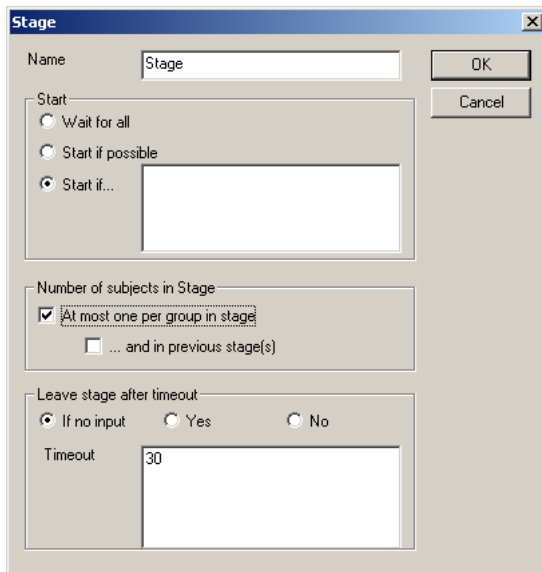 Stage
Name
Stage
OK
Cancel
Start
Wait for all
Start if possible
Start if...
Number of subjects in Stage
At most one per group in stage
... and in previous stage(s)
Leave stage after timeout
If no input Yes No
Timeout
30